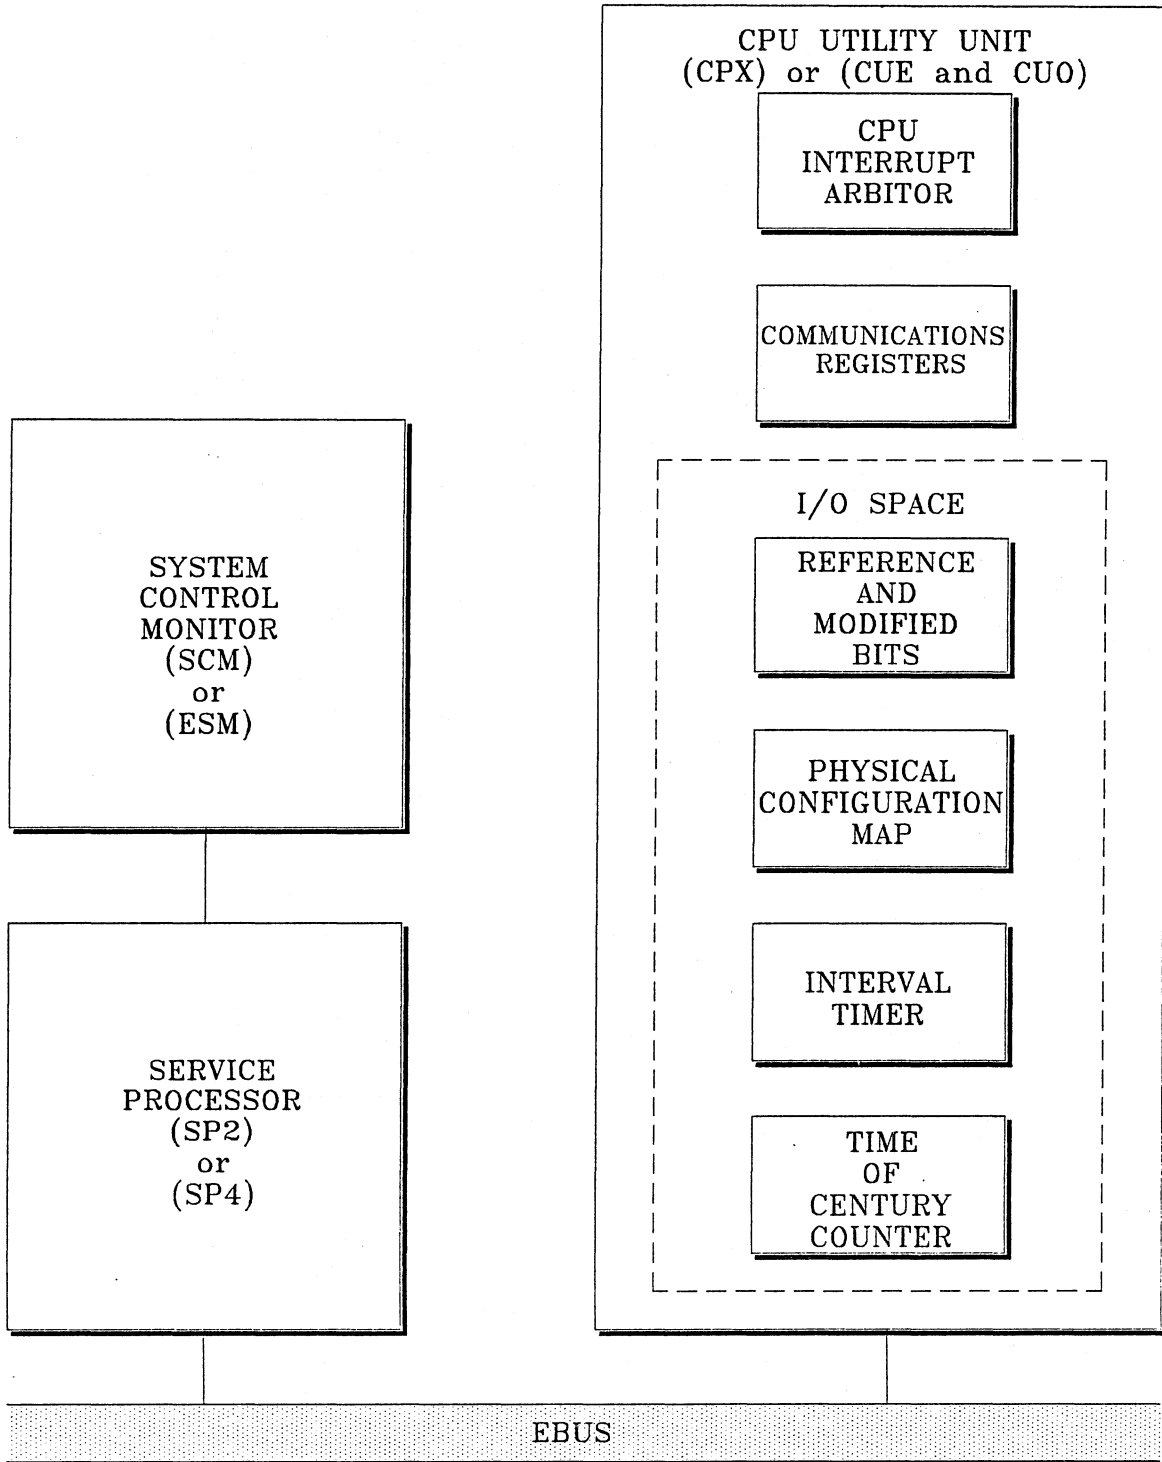 CPU UTILITY UNIT
(CPX) or (CUE and CUO)
CPU
INTERRUPT
ARBITOR
COMMUNICATIONS
REGISTERS
I/O SPACE
REFERENCE
AND
MODIFIED
BITS
PHYSICAL
CONFIGURATION
MAP
INTERVAL
TIMER
TIME
OF
CENTURY
COUNTER
SYSTEM
CONTROL
MONITOR
(SCM)
or
(ESM)
SERVICE
PROCESSOR
(SP2)
or
(SP4)
EBUS